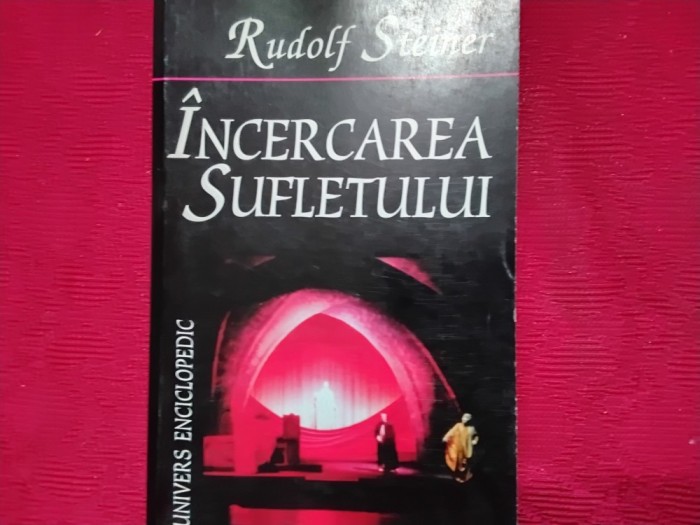 Rudolf Steiner
ÎNCERCAREA
SUFLETULUI
UNIVERS ENCICLOPEDIC